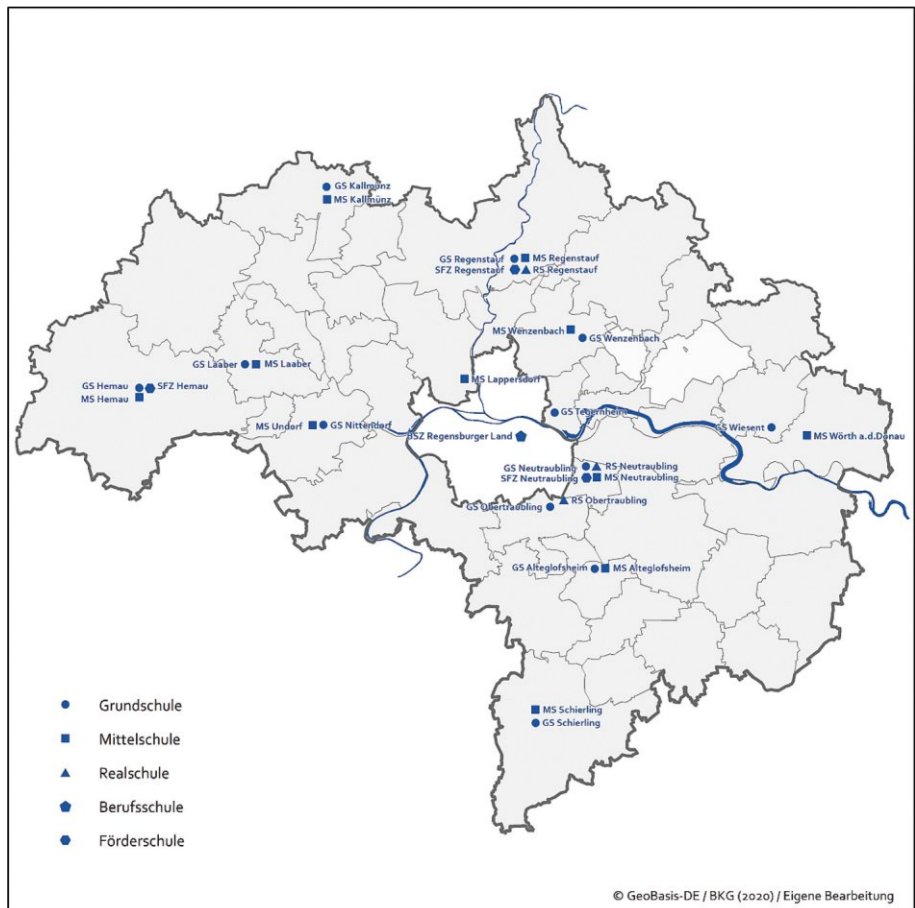 GS Kallmünz
MS Kallmünz
GS Regenstauf MS Regenstauf
SFZ Regenstauf RS Regenstauf
MS Wenzenbach
GS Wenzenbach
GS Laaber MS Laaber
MS Lappersdorf
GS Hemau SFZ Hemau
MS Hemau
GS Tegernheim
MS Undorf GS Nittendorf
GS Wiesent
MS Wörth a.d.Donau
BSZ Regensburger Land
GS Neutraubling RS Neutraubling
SFZ Neutraubling MS Neutraubling
RS Obertraubling
GS Obertraubling
GS Alteglofsheim MS Alteglofsheim
MS Schierling
GS Schierling
Grundschule
Mittelschule
Realschule
Berufsschule
Förderschule
© GeoBasis-DE / BKG (2020) / Eigene Bearbeitung